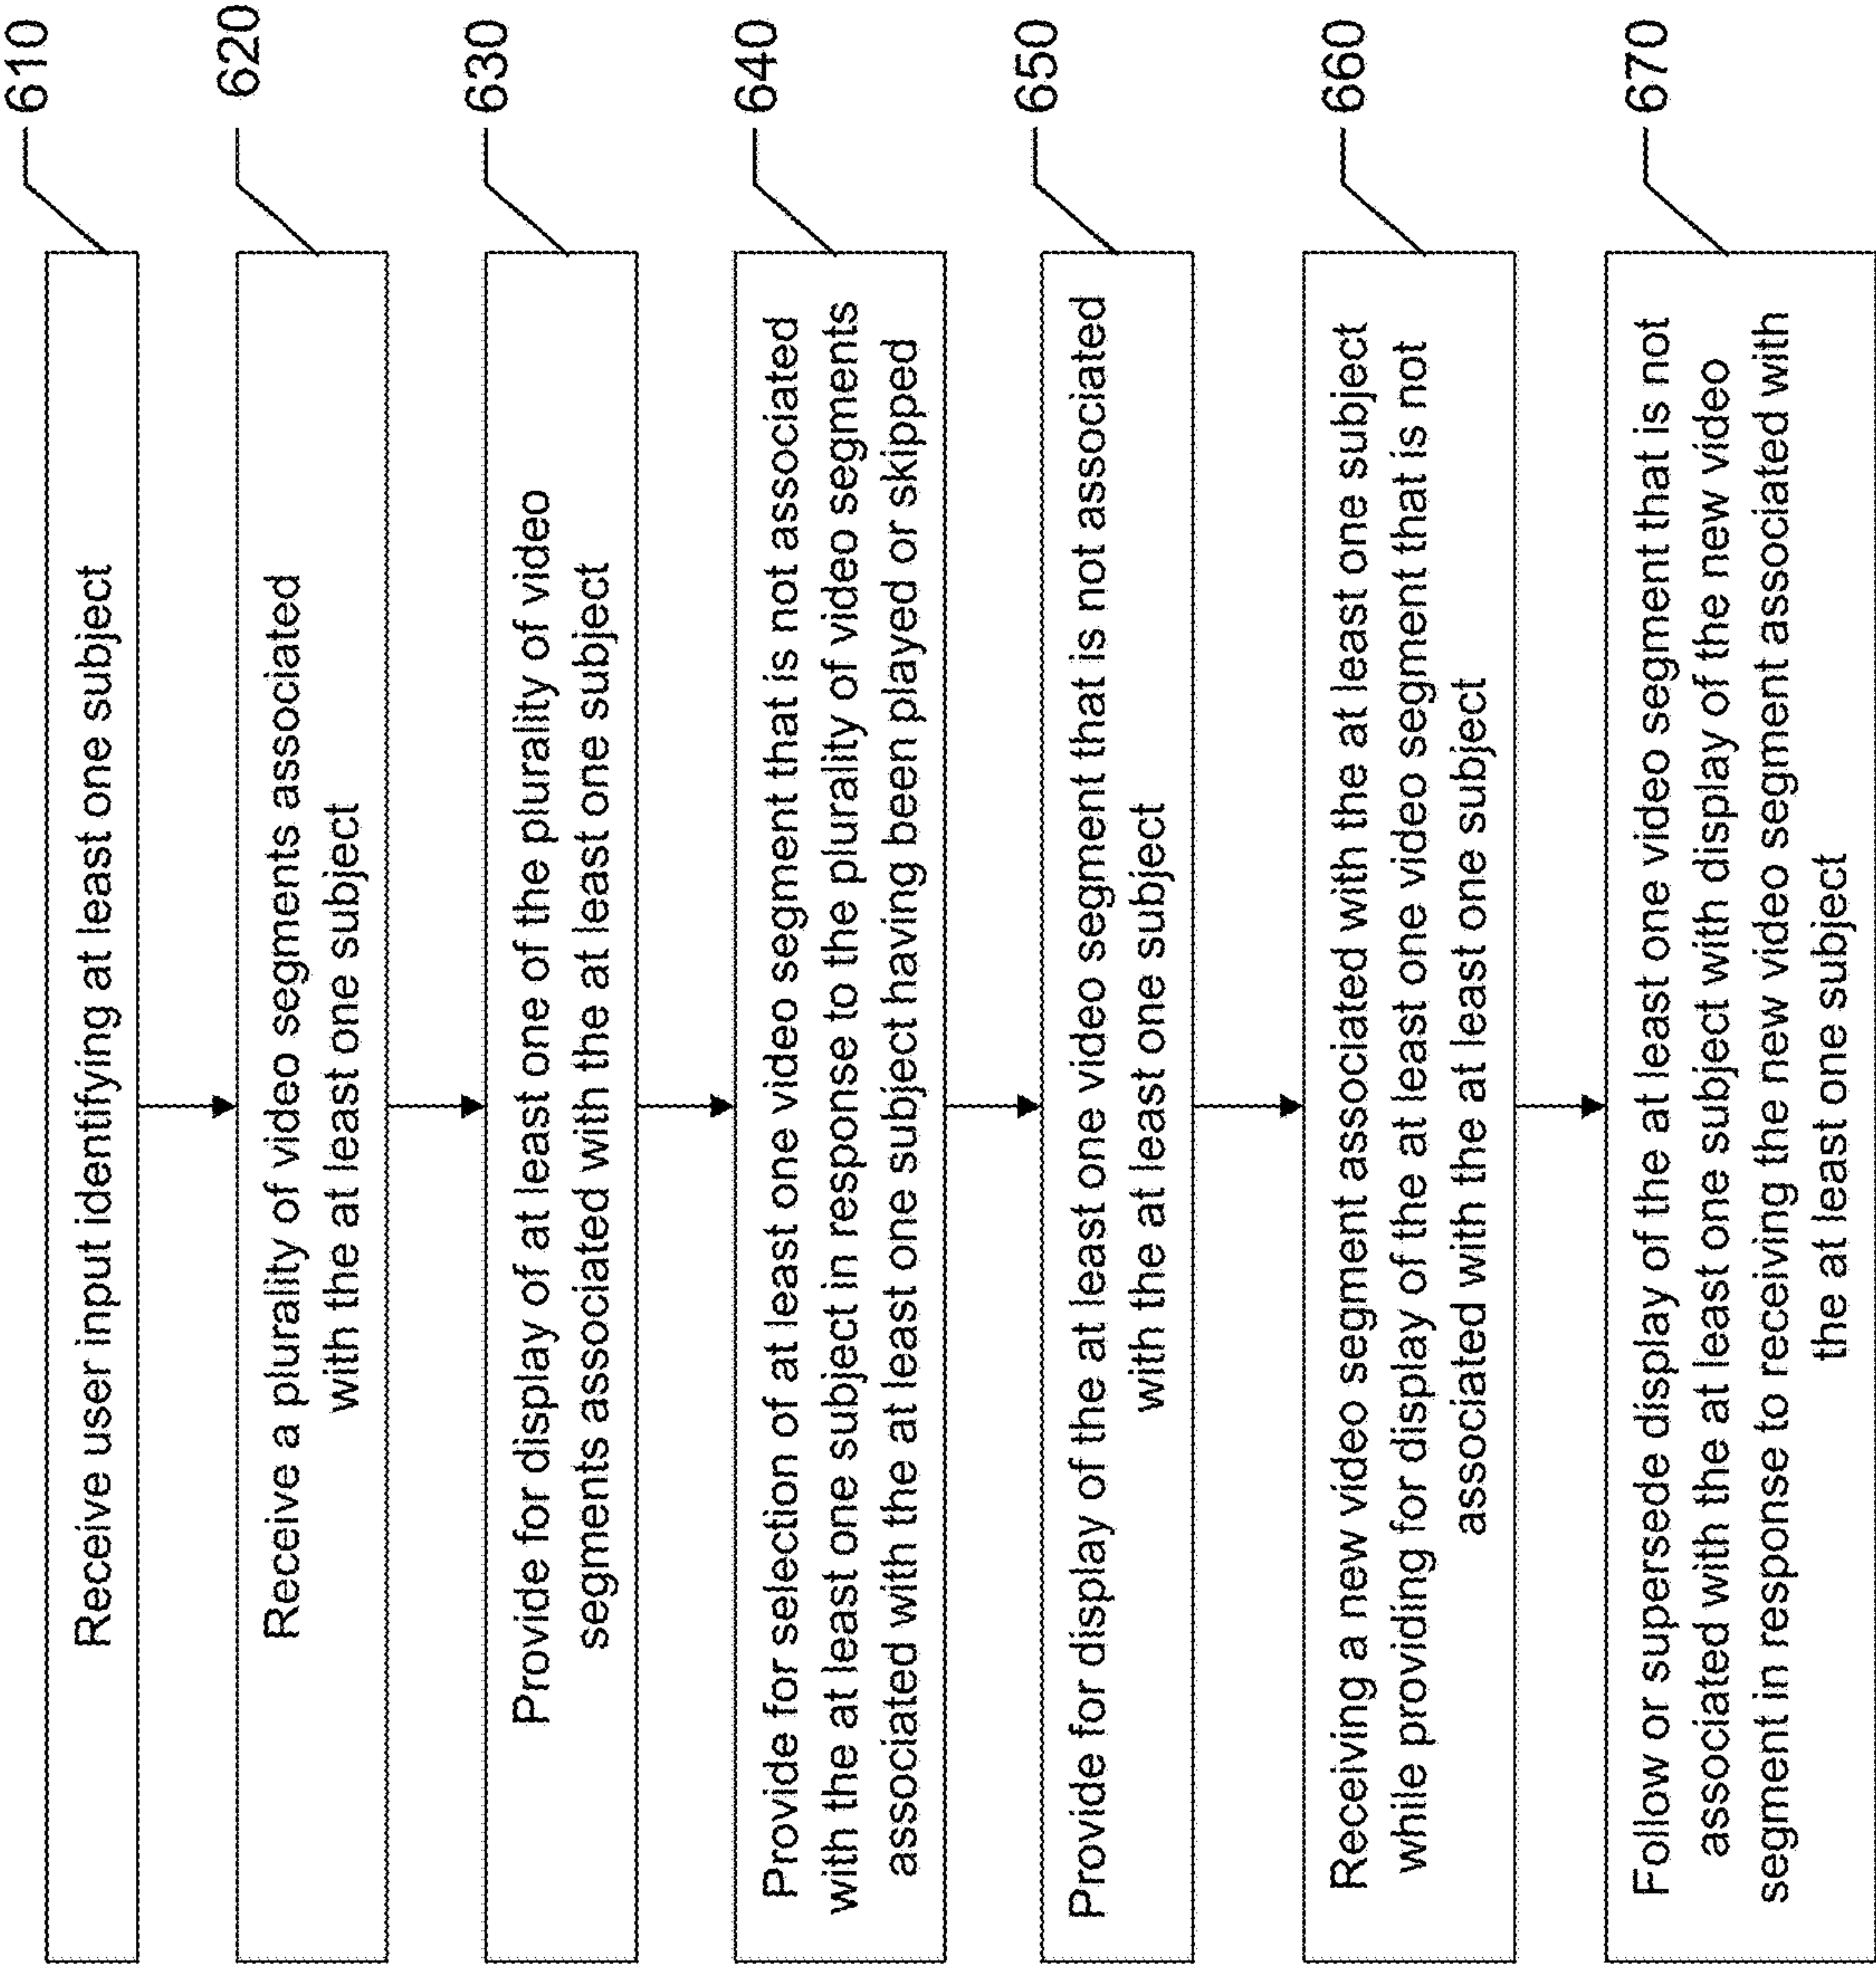 610
Receive user input identifying at least one subject
620
Receive a plurality of video segments associated
with the at least one subject
630
Provide for display of at least one of the plurality of video
segments associated with the at least one subject
640
Provide for selection of at least one video segment that is not associated
with the at least one subject in response to the plurality of video segments
associated with the at least one subject having been played or skipped
650
Provide for display of the at least one video segment that is not associated
with the at least one subject
660
Receiving a new video segment associated with the at least one subject
while providing for display of the at least one video segment that is not
associated with the at least one subject
670
Follow or supersede display of the at least one video segment that is not
associated with the at least one subject with display of the new video
segment in response to receiving the new video segment associated with
the at least one subject